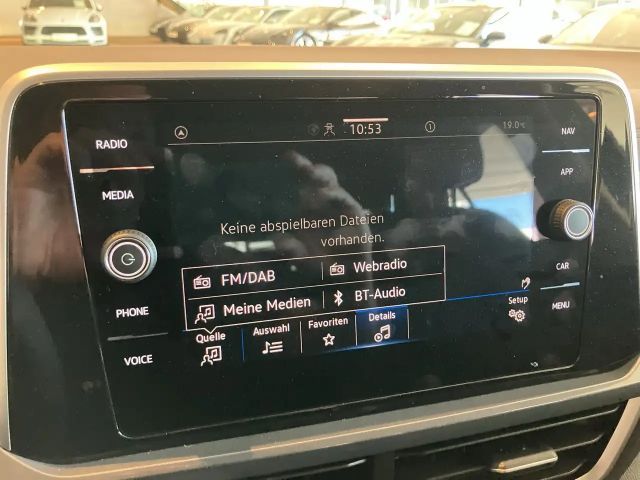 RADIO
MEDIA
PHONE
VOICE
10:53
1
19.0°C
Keine abspielbaren Dateien
vorhanden.
FM/DAB
Webradio
Meine Medien
BT-Audio
Quelle
Auswahl
Favoriten
Details
Setup
NAV
APP
CAR
MENU